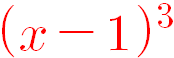 (x − 1)³